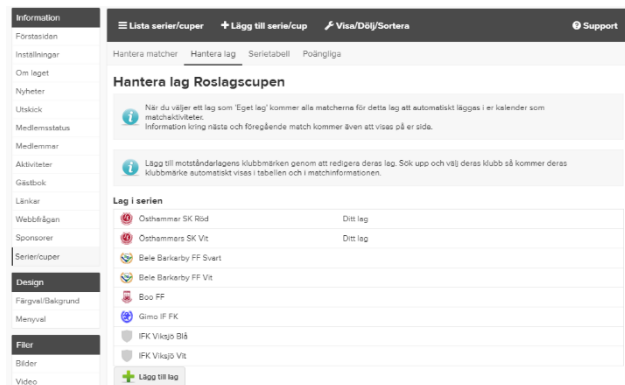 Information
Förstasidan
Inställningar
Om laget
Nyheter
Utskick
Medlemsstatus
Medlemmar
Aktiviteter
Gästbok
Länkar
Webbfrågan
Sponsorer
Serier/cuper
Design
Färgval/Bakgrund
Menyval
Filer
Bilder
Video
Lista serier/cuper + Lägg till serie/cup Visa/Dölj/Sortera Support
Hantera matcher Hantera lag Serietabell Poängliga
Hantera lag Roslagscupen
När du väljer ett lag som 'Eget lag' kommer alla matcherna för detta lag att automatiskt läggas i er kalender som
matchaktiviteter.
Information kring nästa och föregående match kommer även att visas på er sida.
Lägg till motståndarlagens klubbmärken genom att redigera deras lag. Sök upp och välj deras klubb så kommer deras
klubbmärke automatiskt visas i tabellen och i matchinformationen.
Lag i serien
Östhammar SK Röd Ditt lag
Östhammars SK Vit Ditt lag
Bele Barkarby FF Svart
Bele Barkarby FF Vit
Boo FF
Gimo IF FK
IFK Viksjö Blå
IFK Viksjö Vit
Lägg till lag